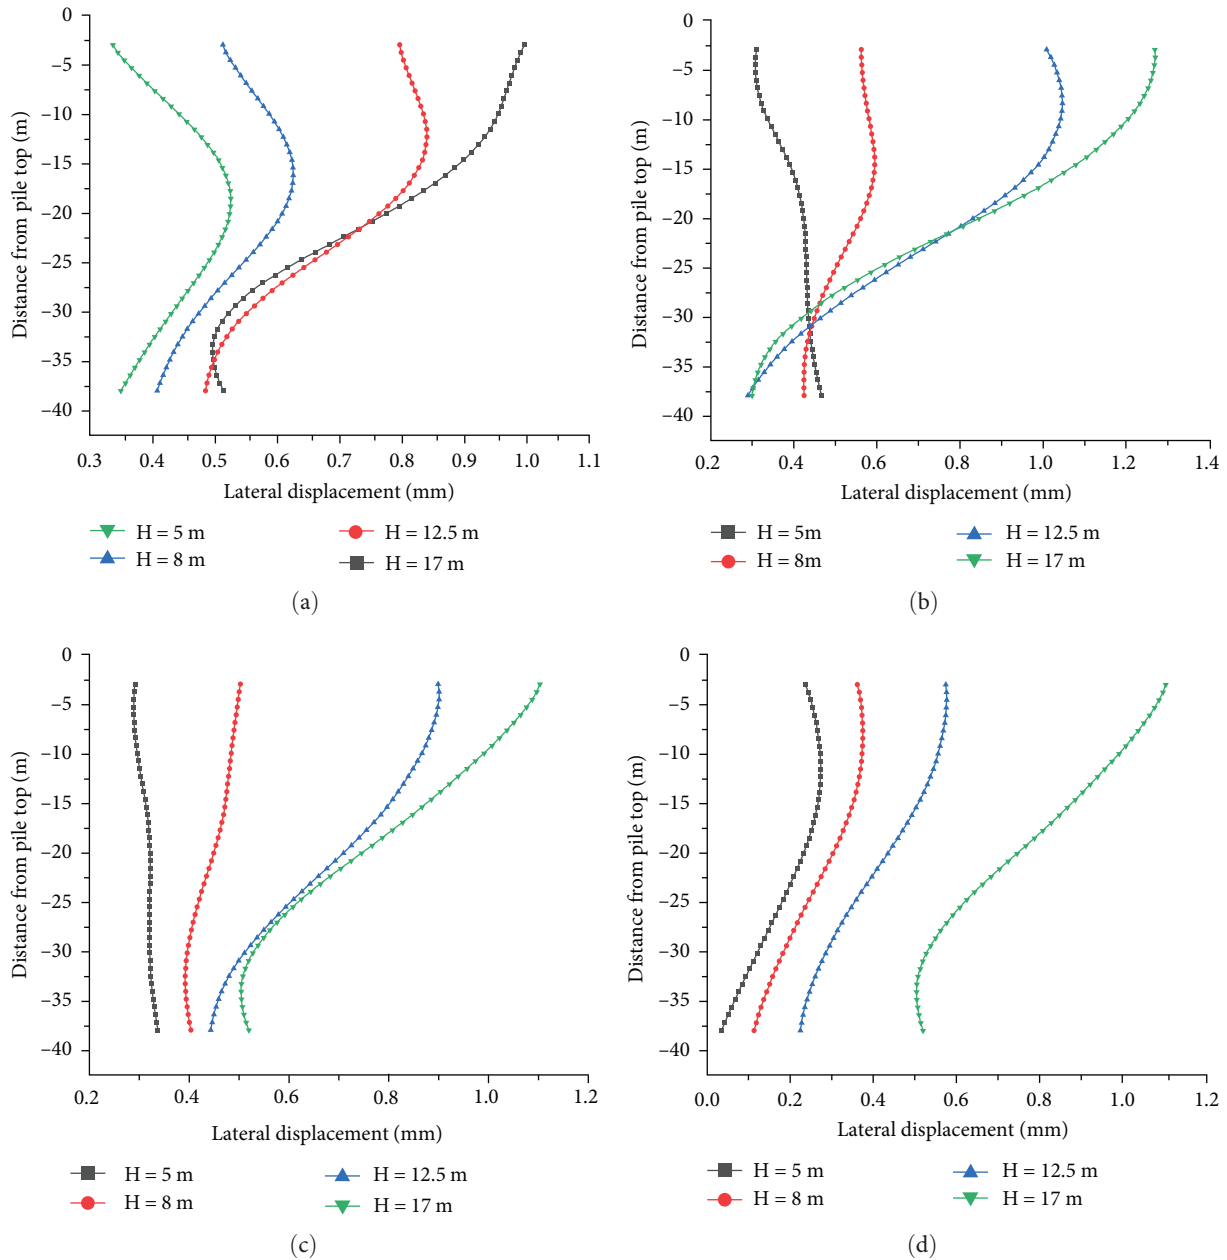 0
−5
−10
−15
−20
−25
−30
−35
−40
Distance from pile top (m)
0.3 0.4 0.5 0.6 0.7 0.8 0.9 1.0 1.1
Lateral displacement (mm)
H = 5 m
H = 8 m
H = 12.5 m
H = 17 m
(a)
0
−5
−10
−15
−20
−25
−30
−35
−40
Distance from pile top (m)
0.2 0.4 0.6 0.8 1.0 1.2 1.4
Lateral displacement (mm)
H = 5m
H = 8m
H = 12.5 m
H = 17 m
(b)
0
−5
−10
−15
−20
−25
−30
−35
−40
Distance from pile top (m)
0.2 0.4 0.6 0.8 1.0 1.2
Lateral displacement (mm)
H = 5 m
H = 8 m
H = 12.5 m
H = 17 m
(c)
0
−5
−10
−15
−20
−25
−30
−35
−40
Distance from pile top (m)
0.0 0.2 0.4 0.6 0.8 1.0 1.2
Lateral displacement (mm)
H = 5 m
H = 8 m
H = 12.5 m
H = 17 m
(d)